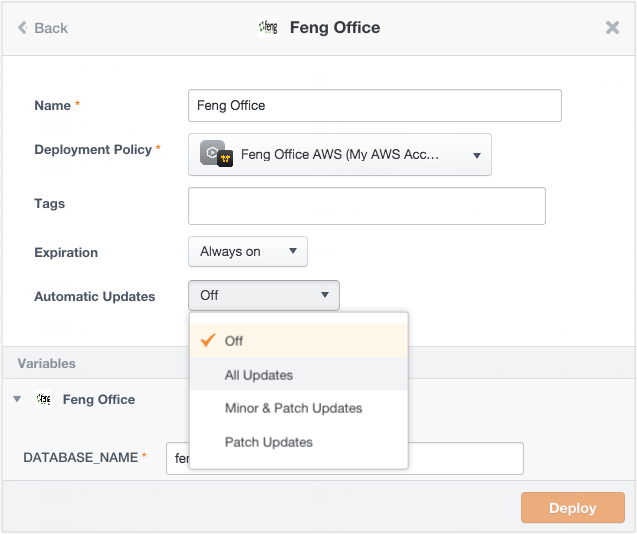 Back
feng Feng Office
Name *
Feng Office
Deployment Policy *
Feng Office AWS (My AWS Acc...
Tags
Expiration
Always on
Automatic Updates
Off
Off
All Updates
Minor & Patch Updates
Patch Updates
Variables
feng Feng Office
DATABASE_NAME *
fen
Deploy